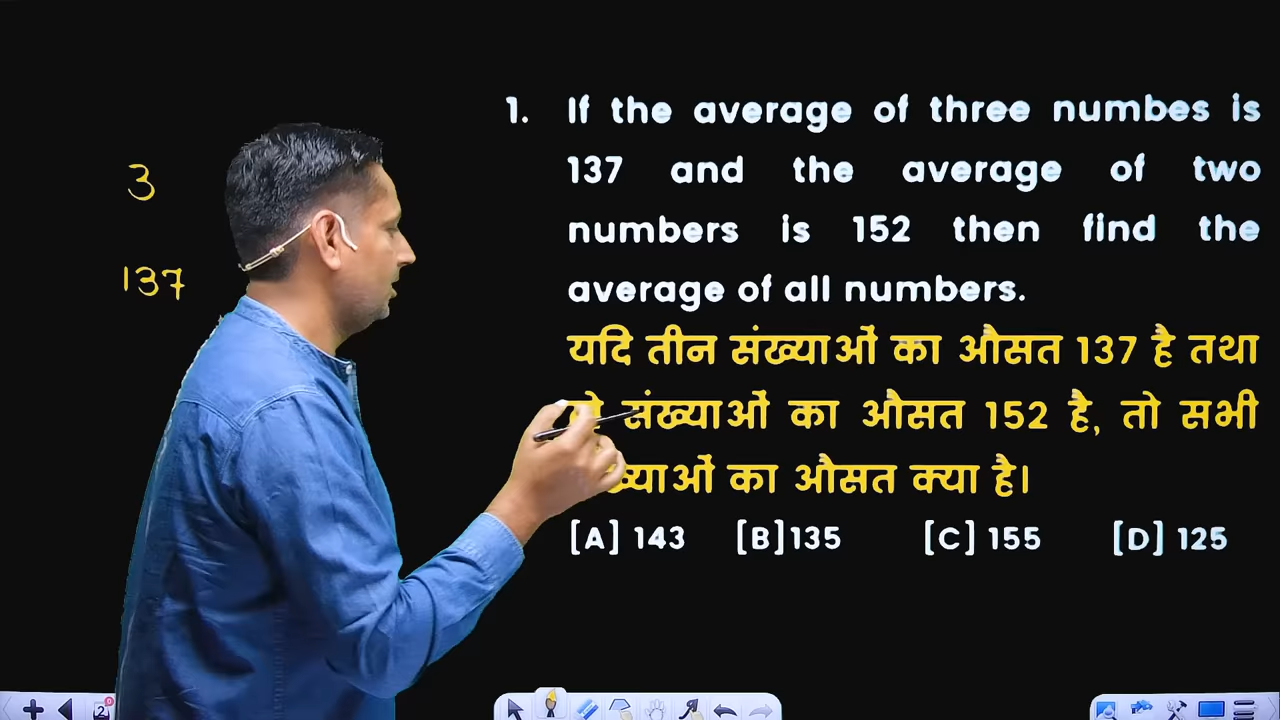 1. If the average of three numbes is
137 and the average of two
numbers is 152 then find the
average of all numbers.
यदि तीन संख्याओं का औसत 137 है तथा
संख्याओं का औसत 152 है, तो सभी
का औसत क्या है।
[A] 143 [B]135 [C] 155 [D] 125
3
137
2